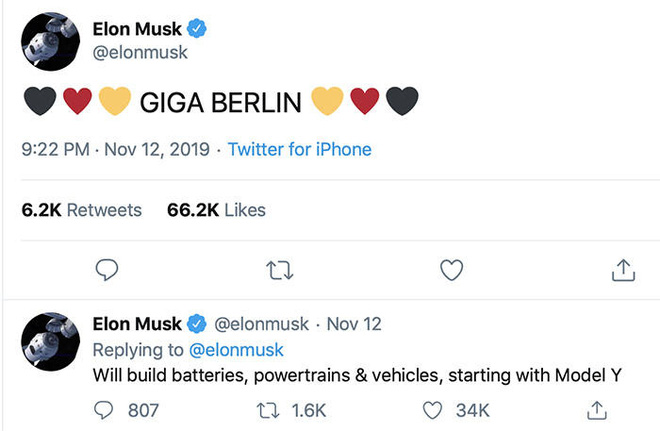 Elon Musk
@elonmusk
🖤❤️💛 GIGA BERLIN 💛❤️🖤
9:22 PM · Nov 12, 2019 · Twitter for iPhone
6.2K Retweets 66.2K Likes
Elon Musk @elonmusk · Nov 12
Replying to @elonmusk
Will build batteries, powertrains & vehicles, starting with Model Y
807 1.6K 34K